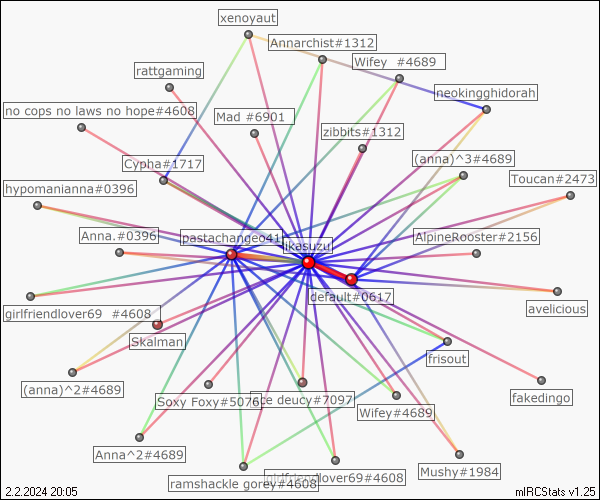 xenoyaut
Annarchist#1312
Wifey #4689
rattgaming
neokingghidorah
no cops no laws no hope#4608
Mad #6901
zibbits#1312
Cypha#1717
(anna)^3#4689
hypomanianna#0396
Toucan#2473
Anna.#0396
pastachangeo41
likasuzu
AlpineRooster#2156
default#0617
girlfriendlover69 #4608
avelicious
Skalman
frisout
(anna)^2#4689
Soxy Foxy#5076
ce deucy#7097
Wifey#4689
fakedingo
Anna^2#4689
ramshackle gorey#4608
girlfriendlover69#4608
Mushy#1984
2.2.2024 20:05
mIRCStats v1.25